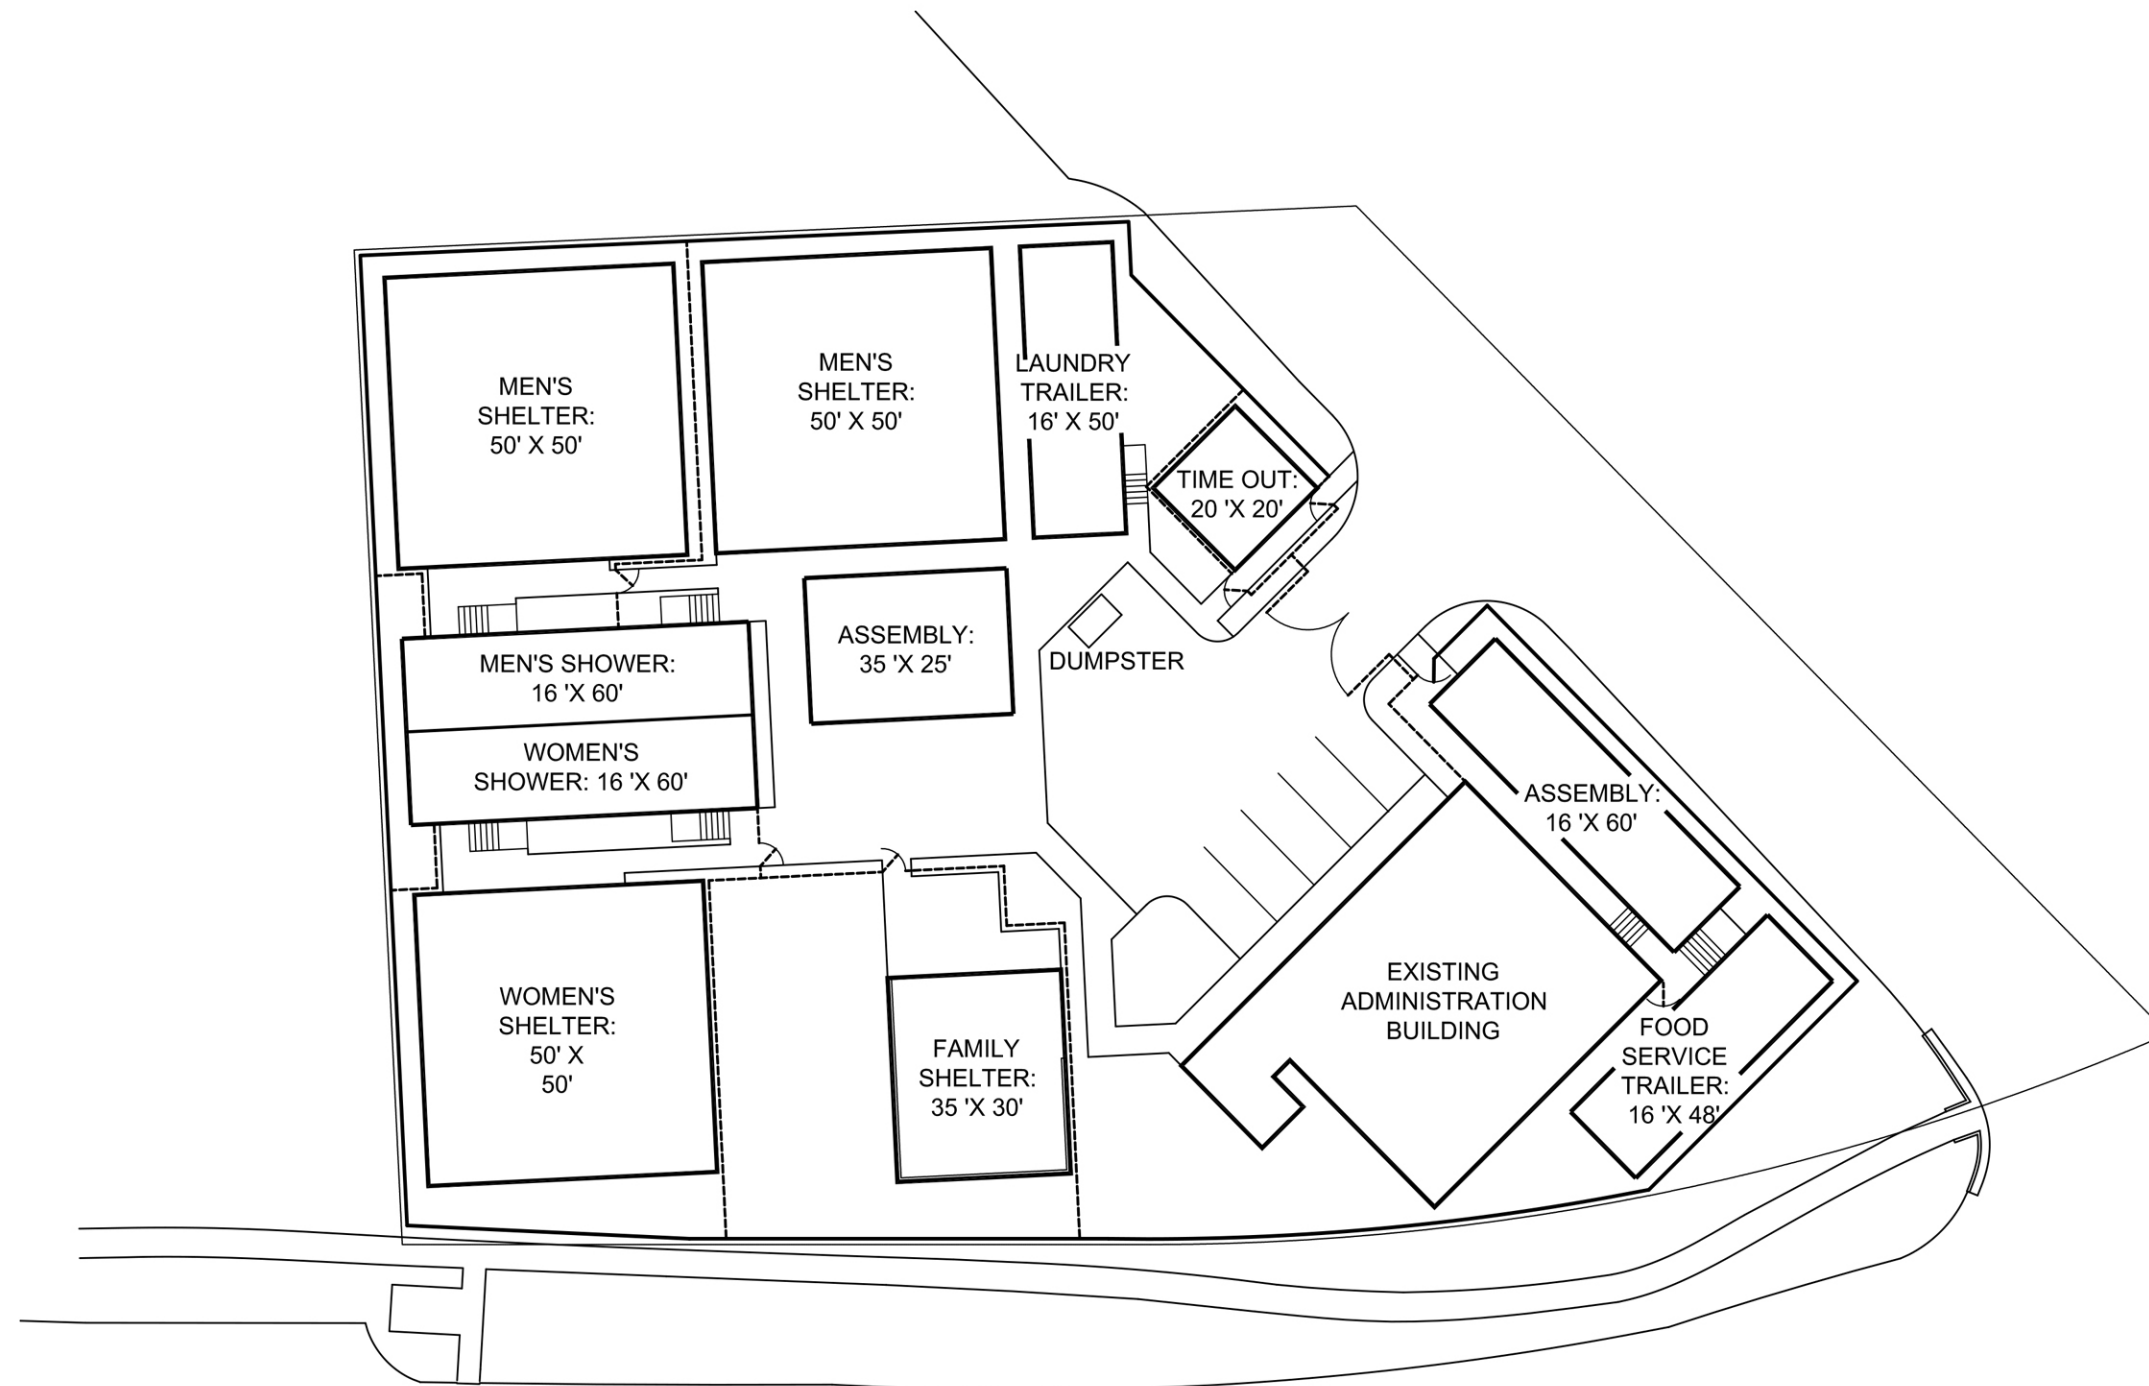 MEN'S
SHELTER:
50' X 50'
MEN'S
SHELTER:
50' X 50'
LAUNDRY
TRAILER:
16' X 50'
TIME OUT:
20 'X 20'
MEN'S SHOWER:
16 'X 60'
WOMEN'S
SHOWER: 16 'X 60'
ASSEMBLY:
35 'X 25'
DUMPSTER
ASSEMBLY:
16 'X 60'
WOMEN'S
SHELTER:
50' X
50'
FAMILY
SHELTER:
35 'X 30'
EXISTING
ADMINISTRATION
BUILDING
FOOD
SERVICE
TRAILER:
16 'X 48'